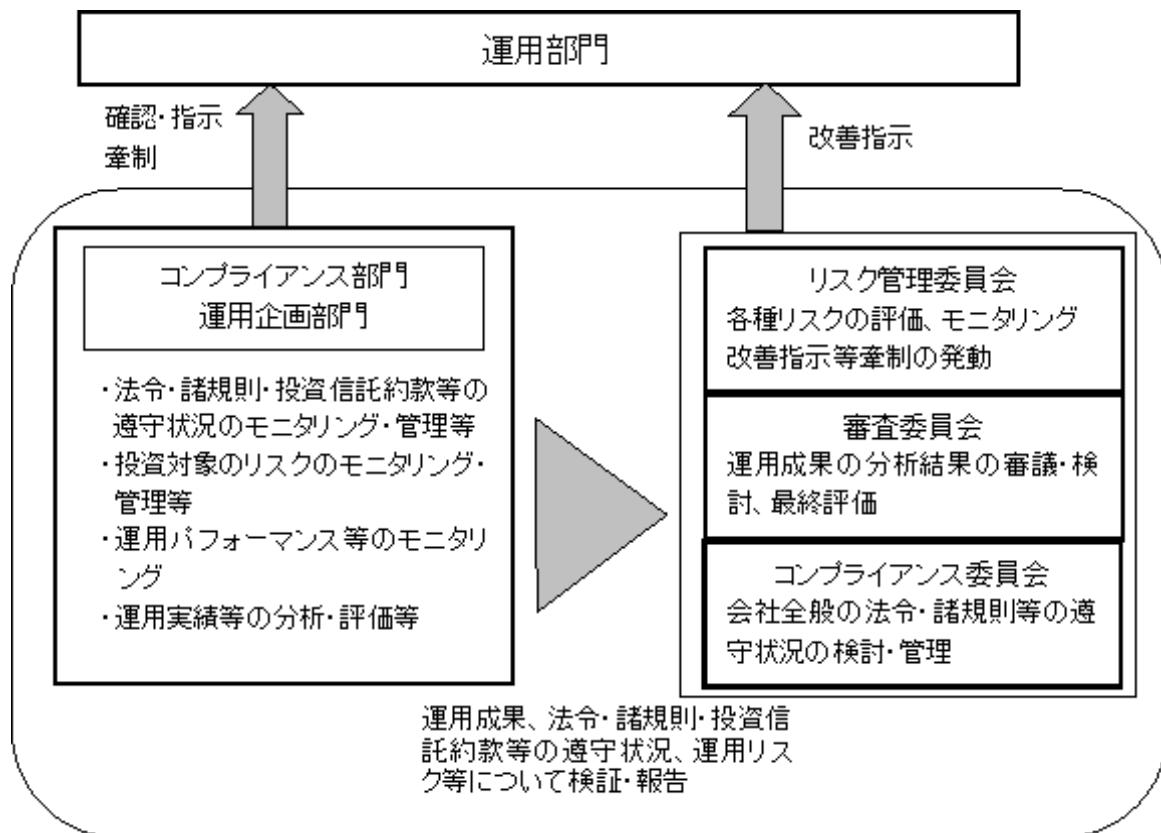 運用部門
確認・指示
牽制
改善指示
コンプライアンス部門
運用企画部門
・法令・諸規則・投資信託約款等の
遵守状況のモニタリング・管理等
・投資対象のリスクのモニタリング・
管理等
・運用パフォーマンス等のモニタリ
ング
・運用実績等の分析・評価等
リスク管理委員会
各種リスクの評価、モニタリング
改善指示等牽制の発動
審査委員会
運用成果の分析結果の審議・検
討、最終評価
コンプライアンス委員会
会社全般の法令・諸規則等の遵
守状況の検討・管理
運用成果、法令・諸規則・投資信
託約款等の遵守状況、運用リス
ク等について検証・報告